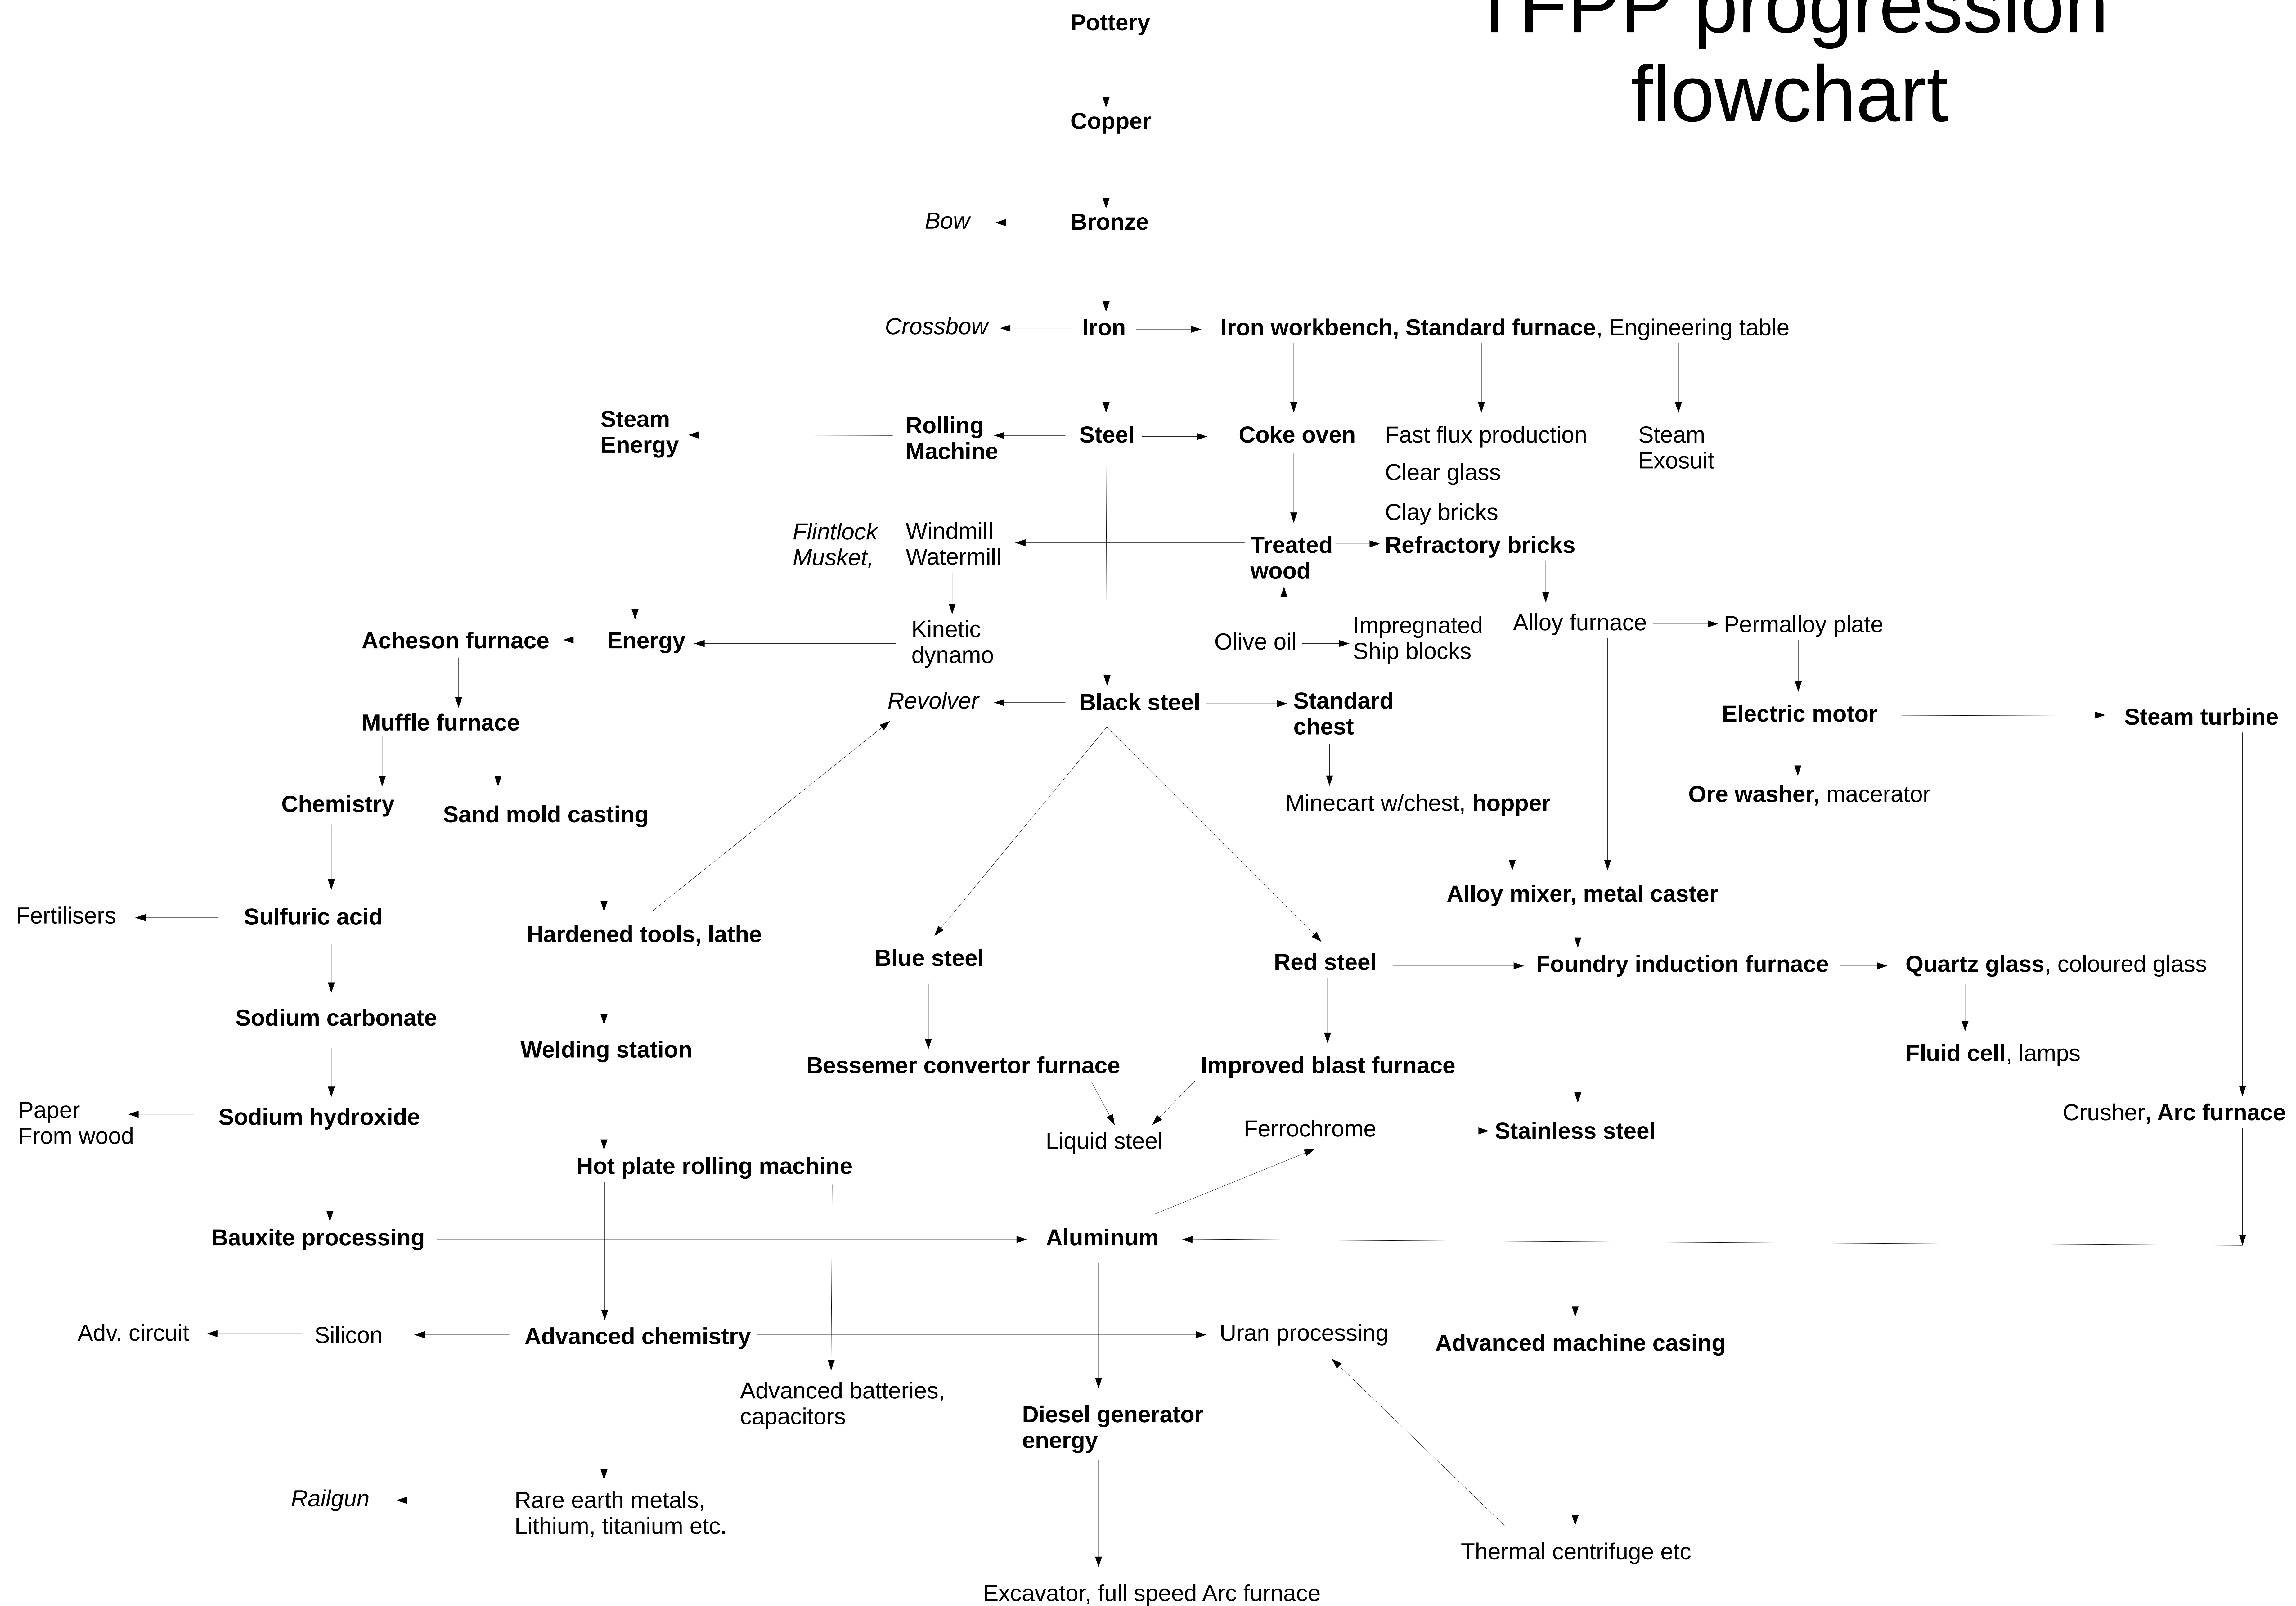 TFPP progression
flowchart
Pottery
Copper
Bow
Bronze
Crossbow
Iron
Iron workbench, Standard furnace, Engineering table
Steam
Energy
Rolling
Machine
Steel
Coke oven
Fast flux production
Clear glass
Clay bricks
Steam
Exosuit
Flintlock
Musket,
Windmill
Watermill
Treated
wood
Refractory bricks
Acheson furnace
Energy
Kinetic
dynamo
Olive oil
Impregnated
Ship blocks
Alloy furnace
Permalloy plate
Muffle furnace
Revolver
Black steel
Standard
chest
Electric motor
Steam turbine
Chemistry
Sand mold casting
Minecart w/chest, hopper
Ore washer, macerator
Fertilisers
Sulfuric acid
Hardened tools, lathe
Alloy mixer, metal caster
Blue steel
Red steel
Foundry induction furnace
Quartz glass, coloured glass
Sodium carbonate
Welding station
Bessemer convertor furnace
Improved blast furnace
Fluid cell, lamps
Paper
From wood
Sodium hydroxide
Liquid steel
Ferrochrome
Stainless steel
Crusher, Arc furnace
Hot plate rolling machine
Bauxite processing
Aluminum
Adv. circuit
Silicon
Advanced chemistry
Uran processing
Advanced machine casing
Advanced batteries,
capacitors
Diesel generator
energy
Railgun
Rare earth metals,
Lithium, titanium etc.
Thermal centrifuge etc
Excavator, full speed Arc furnace